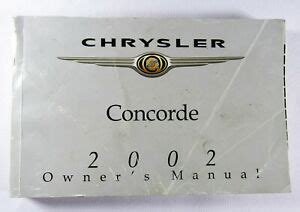 CHRYSLER
Concorde
2002
Owner's Manual